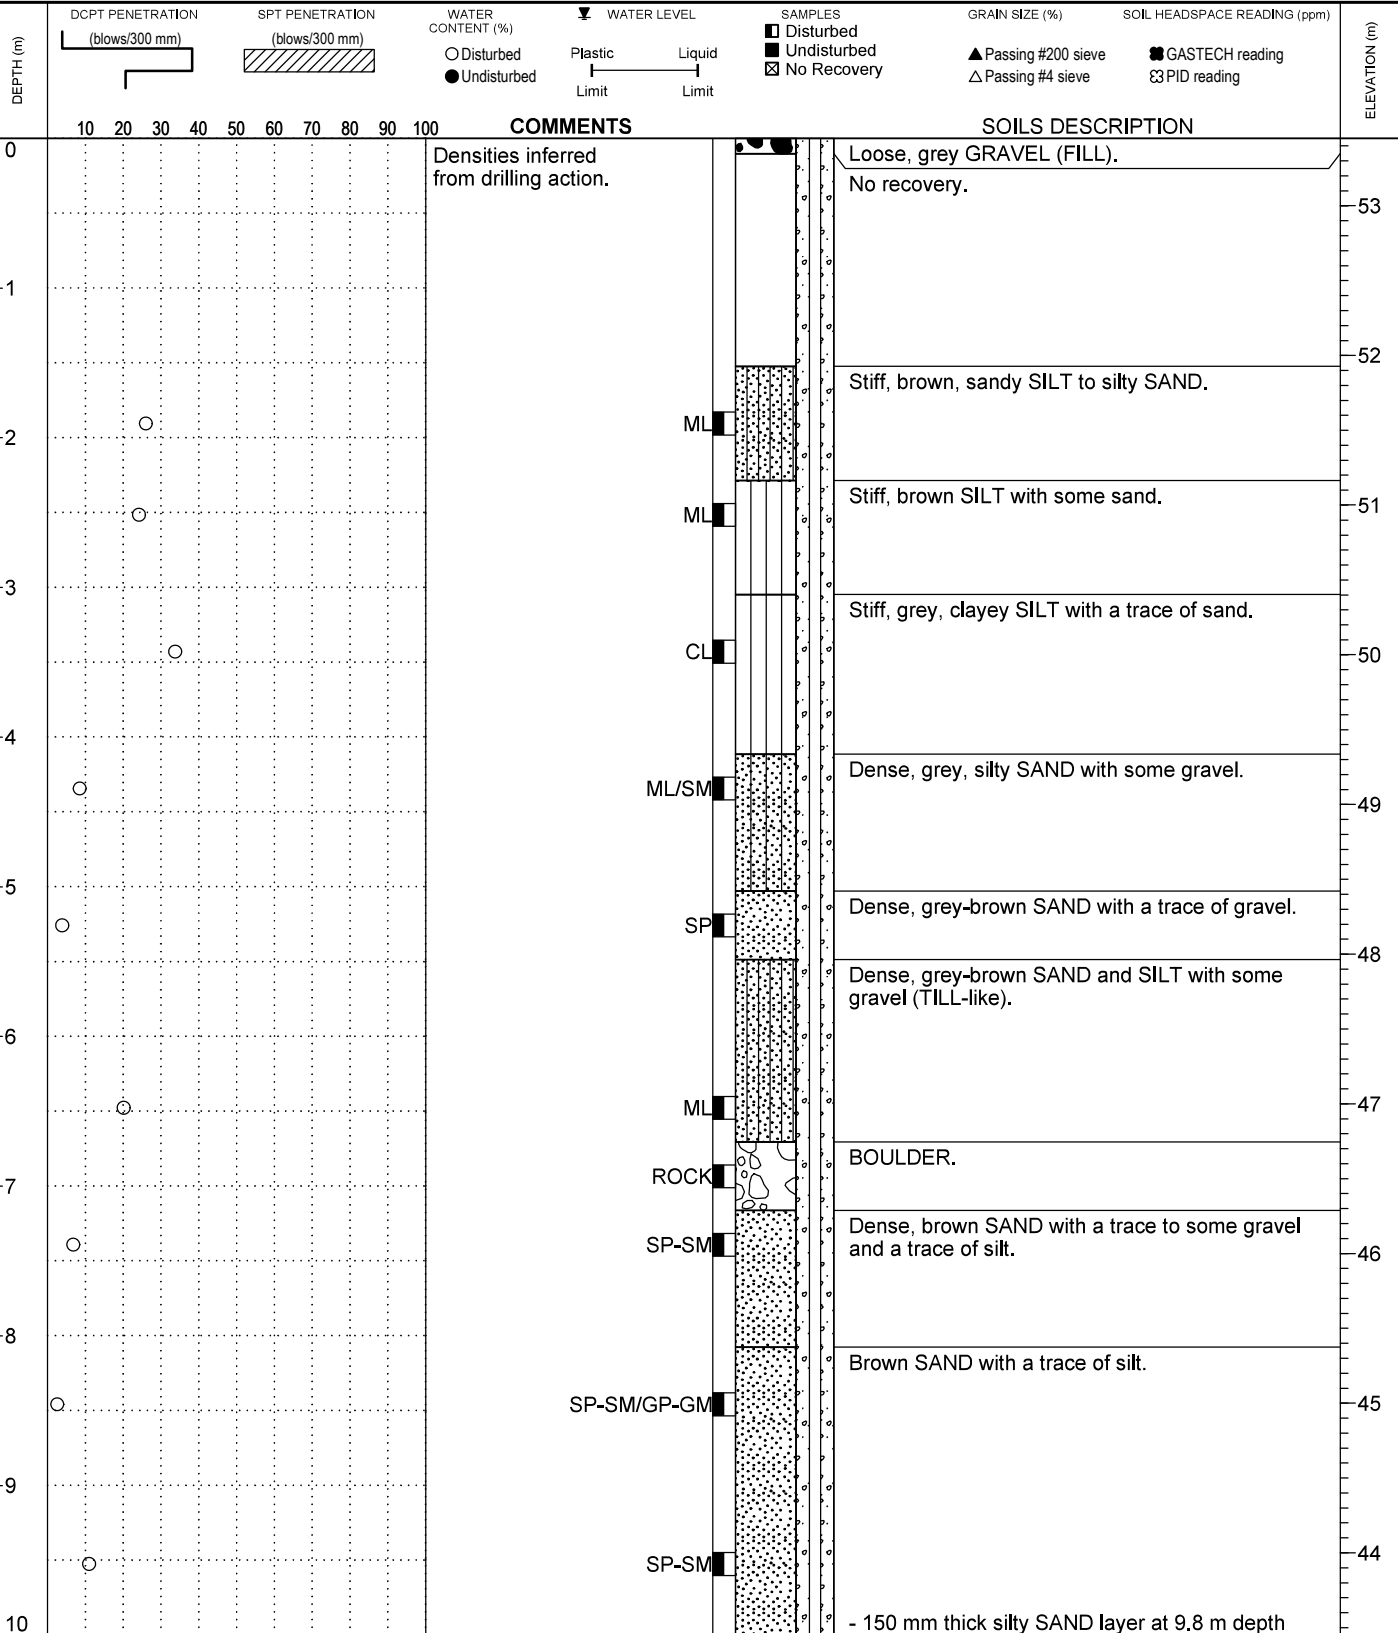 DEPTH (m)
DCPT PENETRATION
(blows/300 mm)
SPT PENETRATION
(blows/300 mm)
WATER
CONTENT (%)
Disturbed
Undisturbed
WATER LEVEL
Plastic Liquid
Limit Limit
SAMPLES
Disturbed
Undisturbed
No Recovery
GRAIN SIZE (%)
Passing #200 sieve
Passing #4 sieve
SOIL HEADSPACE READING (ppm)
GASTECH reading
PID reading
ELEVATION (m)
10 20 30 40 50 60 70 80 90 100
COMMENTS
SOILS DESCRIPTION
0
Densities inferred
from drilling action.
Loose, grey GRAVEL (FILL).
No recovery.
53
1
52
Stiff, brown, sandy SILT to silty SAND.
ML
2
Stiff, brown SILT with some sand.
51
ML
3
Stiff, grey, clayey SILT with a trace of sand.
CL
50
4
Dense, grey, silty SAND with some gravel.
ML/SM
49
5
Dense, grey-brown SAND with a trace of gravel.
SP
48
Dense, grey-brown SAND and SILT with some
gravel (TILL-like).
6
ML
47
BOULDER.
ROCK
7
Dense, brown SAND with a trace to some gravel
and a trace of silt.
SP-SM
46
8
Brown SAND with a trace of silt.
SP-SM/GP-GM
45
9
44
SP-SM
10
- 150 mm thick silty SAND layer at 9.8 m depth